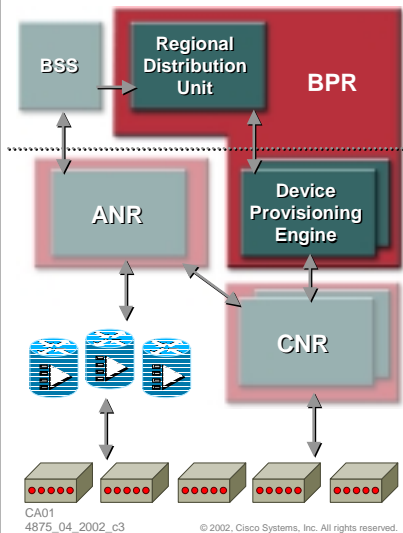 BSS
Regional
Distribution
Unit
BPR
ANR
Device
Provisioning
Engine
CNR
CA01
4875_04_2002_c3
© 2002, Cisco Systems, Inc. All rights reserved.